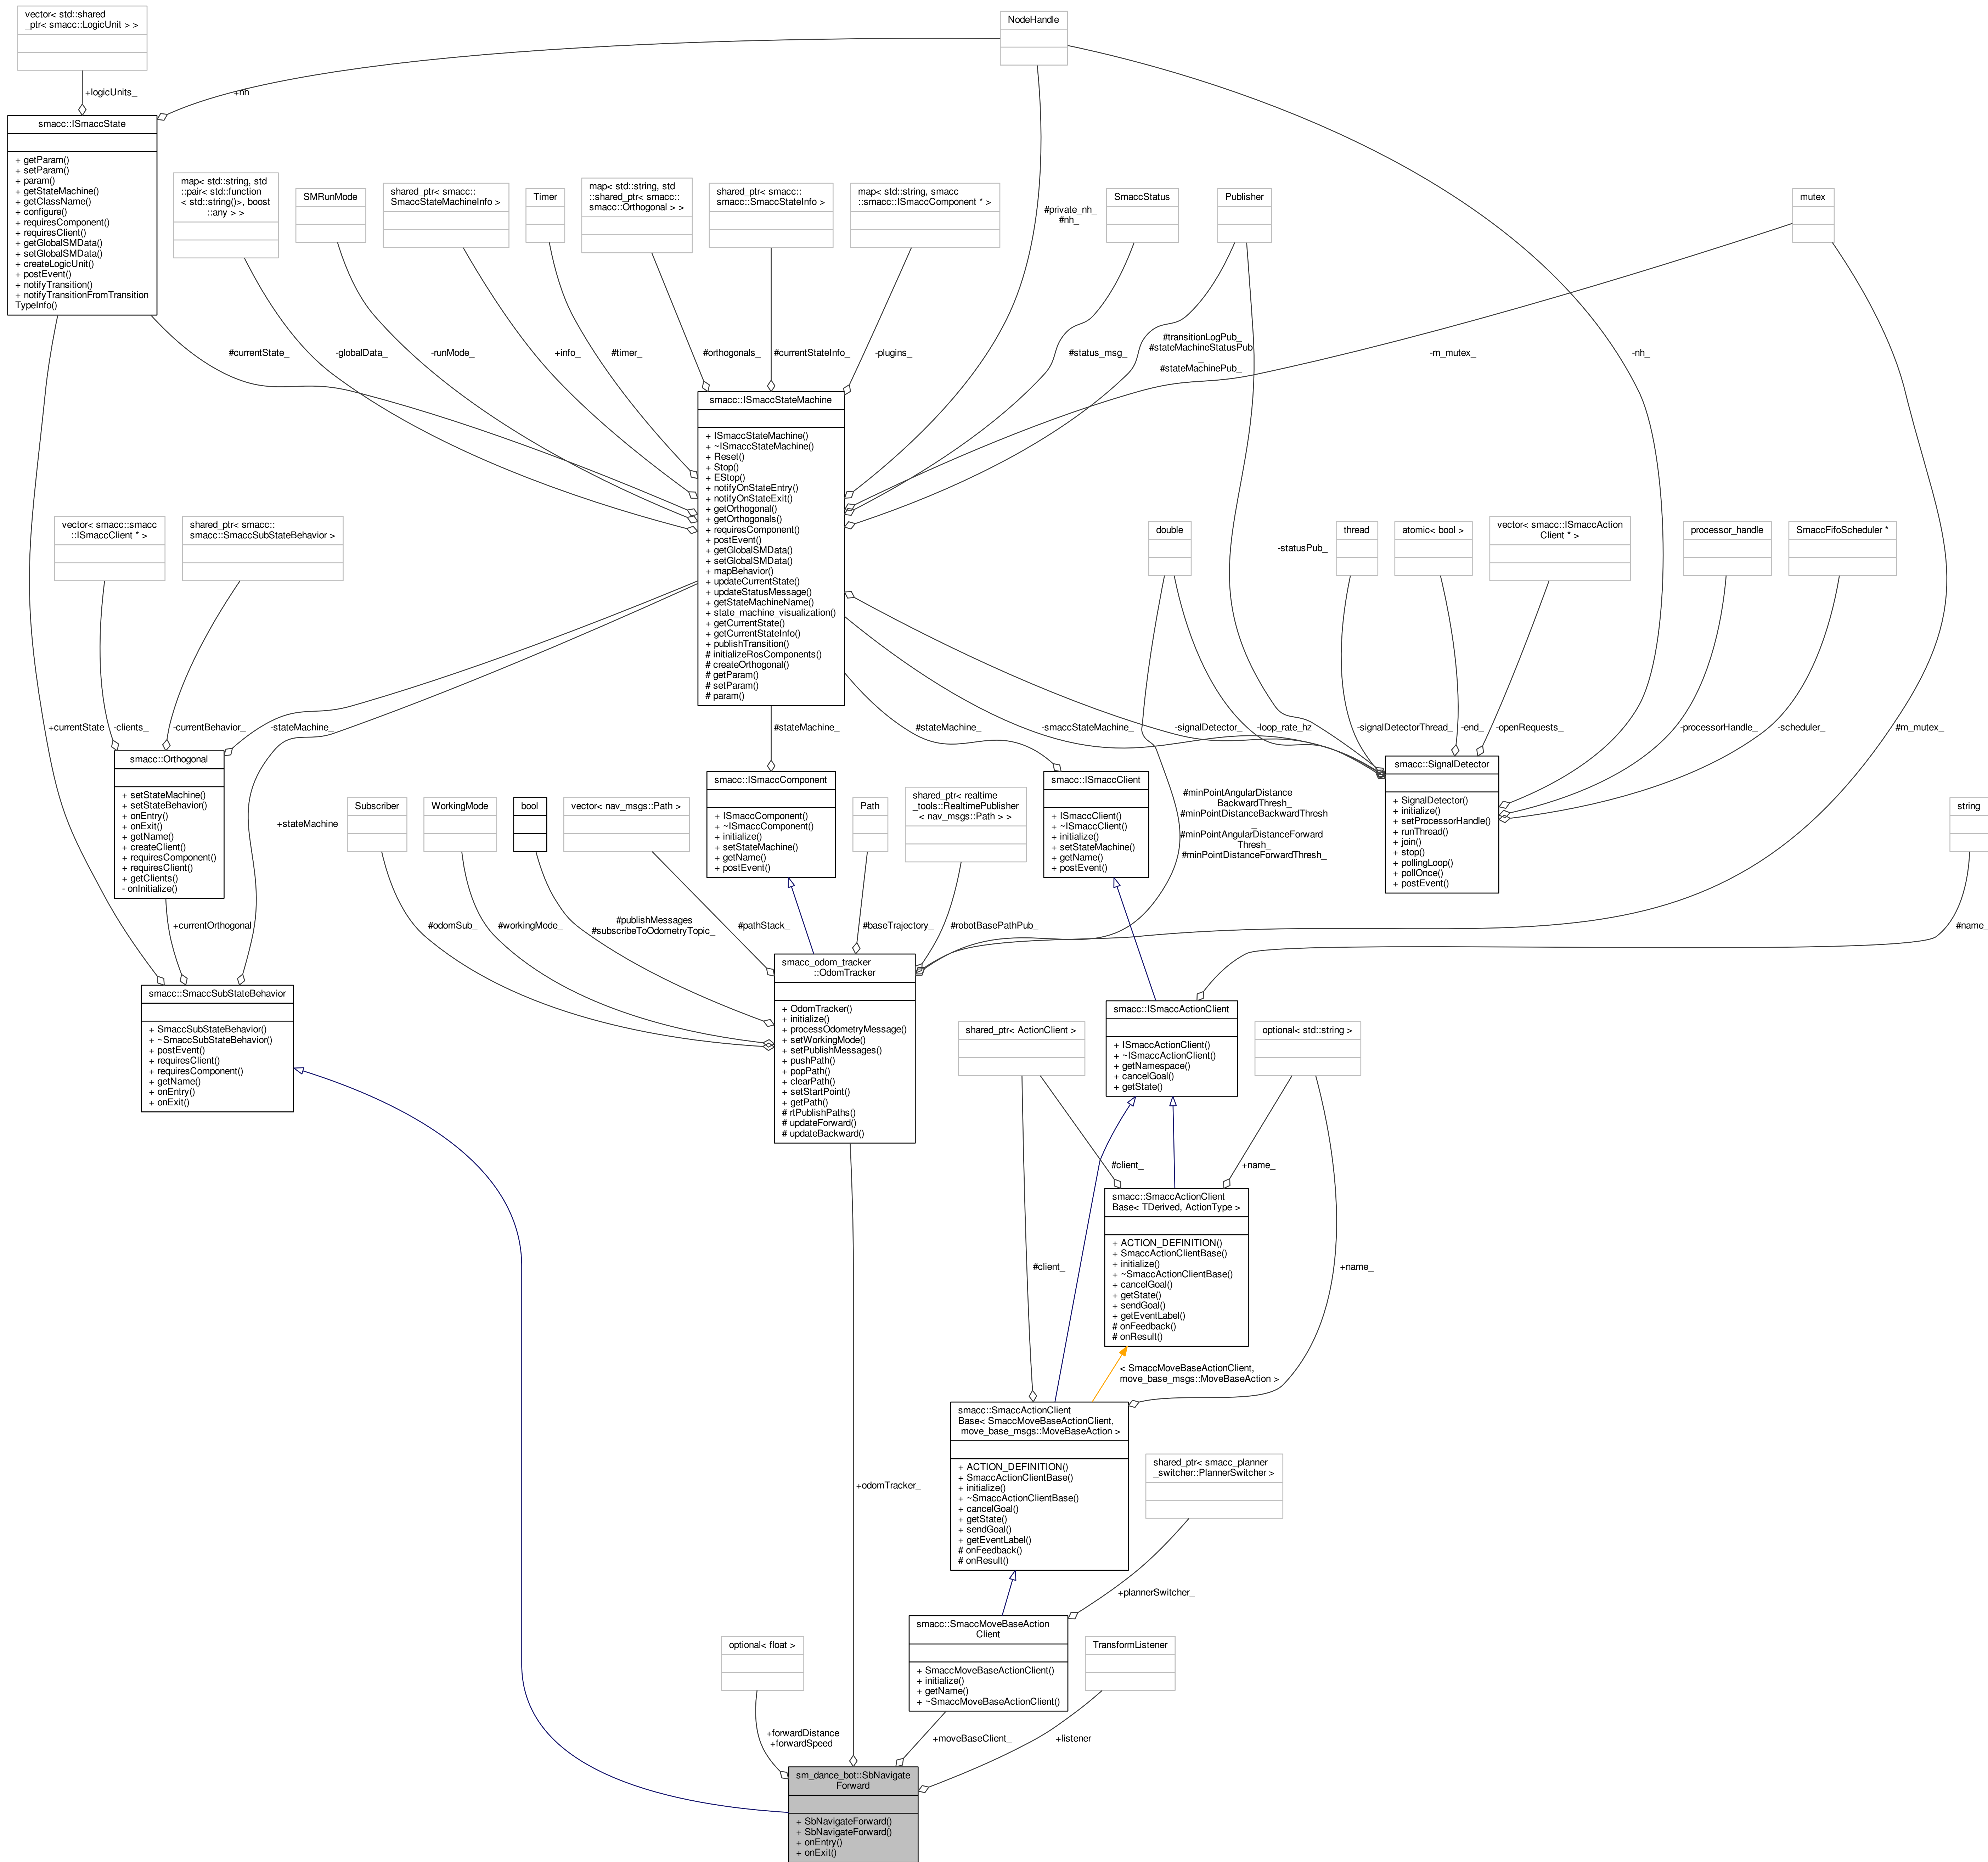 vector< std::shared
_ptr< smacc::LogicUnit > >
NodeHandle
+logicUnits_
+nh
smacc::ISmaccState
+ getParam()
+ setParam()
+ param()
+ getStateMachine()
+ getClassName()
+ configure()
+ requiresComponent()
+ requiresClient()
+ getGlobalSMData()
+ setGlobalSMData()
+ createLogicUnit()
+ postEvent()
+ notifyTransition()
+ notifyTransitionFromTransition
TypeInfo()
map< std::string, std
::pair< std::function
< std::string()>, boost
::any > >
SMRunMode
shared_ptr< smacc::
SmaccStateMachineInfo >
Timer
map< std::string, std
::shared_ptr< smacc::
smacc::Orthogonal > >
shared_ptr< smacc::
smacc::SmaccStateInfo >
map< std::string, smacc
::smacc::ISmaccComponent * >
#private_nh_
#nh_
SmaccStatus
Publisher
mutex
#currentState_
-globalData_
-runMode_
+info_
#timer_
#orthogonals_
#currentStateInfo_
-plugins_
#status_msg_
#transitionLogPub_
#stateMachineStatusPub
_
#stateMachinePub_
-m_mutex_
-nh_
smacc::ISmaccStateMachine
+ ISmaccStateMachine()
+ ~ISmaccStateMachine()
+ Reset()
+ Stop()
+ EStop()
+ notifyOnStateEntry()
+ notifyOnStateExit()
+ getOrthogonal()
+ getOrthogonals()
+ requiresComponent()
+ postEvent()
+ getGlobalSMData()
+ setGlobalSMData()
+ mapBehavior()
+ updateCurrentState()
+ updateStatusMessage()
+ getStateMachineName()
+ state_machine_visualization()
+ getCurrentState()
+ getCurrentStateInfo()
+ publishTransition()
# initializeRosComponents()
# createOrthogonal()
# getParam()
# setParam()
# param()
vector< smacc::smacc
::ISmaccClient * >
shared_ptr< smacc::
smacc::SmaccSubStateBehavior >
double
-statusPub_
thread
atomic< bool >
vector< smacc::ISmaccAction
Client * >
processor_handle
SmaccFifoScheduler *
+currentState
-clients_
-currentBehavior_
-stateMachine_
#stateMachine_
#stateMachine_
-smaccStateMachine_
-signalDetector_
-loop_rate_hz
-signalDetectorThread_
-end_
-openRequests_
-processorHandle_
-scheduler_
#m_mutex_
smacc::Orthogonal
+ setStateMachine()
+ setStateBehavior()
+ onEntry()
+ onExit()
+ getName()
+ createClient()
+ requiresComponent()
+ requiresClient()
+ getClients()
- onInitialize()
+stateMachine
Subscriber
WorkingMode
bool
vector< nav_msgs::Path >
smacc::ISmaccComponent
+ ISmaccComponent()
+ ~ISmaccComponent()
+ initialize()
+ setStateMachine()
+ getName()
+ postEvent()
Path
shared_ptr< realtime
_tools::RealtimePublisher
< nav_msgs::Path > >
smacc::ISmaccClient
+ ISmaccClient()
+ ~ISmaccClient()
+ initialize()
+ setStateMachine()
+ getName()
+ postEvent()
#minPointAngularDistance
BackwardThresh_
#minPointDistanceBackwardThresh
_
#minPointAngularDistanceForward
Thresh_
#minPointDistanceForwardThresh_
smacc::SignalDetector
+ SignalDetector()
+ initialize()
+ setProcessorHandle()
+ runThread()
+ join()
+ stop()
+ pollingLoop()
+ pollOnce()
+ postEvent()
string
+currentOrthogonal
#odomSub_
#workingMode_
#publishMessages
#subscribeToOdometryTopic_
#pathStack_
#baseTrajectory_
#robotBasePathPub_
#name_
smacc::SmaccSubStateBehavior
+ SmaccSubStateBehavior()
+ ~SmaccSubStateBehavior()
+ postEvent()
+ requiresClient()
+ requiresComponent()
+ getName()
+ onEntry()
+ onExit()
smacc_odom_tracker
::OdomTracker
+ OdomTracker()
+ initialize()
+ processOdometryMessage()
+ setWorkingMode()
+ setPublishMessages()
+ pushPath()
+ popPath()
+ clearPath()
+ setStartPoint()
+ getPath()
# rtPublishPaths()
# updateForward()
# updateBackward()
shared_ptr< ActionClient >
smacc::ISmaccActionClient
+ ISmaccActionClient()
+ ~ISmaccActionClient()
+ getNamespace()
+ cancelGoal()
+ getState()
optional< std::string >
#client_
+name_
smacc::SmaccActionClient
Base< TDerived, ActionType >
+ ACTION_DEFINITION()
+ SmaccActionClientBase()
+ initialize()
+ ~SmaccActionClientBase()
+ cancelGoal()
+ getState()
+ sendGoal()
+ getEventLabel()
# onFeedback()
# onResult()
#client_
+name_
< SmaccMoveBaseActionClient,
move_base_msgs::MoveBaseAction >
smacc::SmaccActionClient
Base< SmaccMoveBaseActionClient,
move_base_msgs::MoveBaseAction >
+ ACTION_DEFINITION()
+ SmaccActionClientBase()
+ initialize()
+ ~SmaccActionClientBase()
+ cancelGoal()
+ getState()
+ sendGoal()
+ getEventLabel()
# onFeedback()
# onResult()
shared_ptr< smacc_planner
_switcher::PlannerSwitcher >
+odomTracker_
+plannerSwitcher_
optional< float >
smacc::SmaccMoveBaseAction
Client
+ SmaccMoveBaseActionClient()
+ initialize()
+ getName()
+ ~SmaccMoveBaseActionClient()
TransformListener
+forwardDistance
+forwardSpeed
+moveBaseClient_
+listener
sm_dance_bot::SbNavigate
Forward
+ SbNavigateForward()
+ SbNavigateForward()
+ onEntry()
+ onExit()